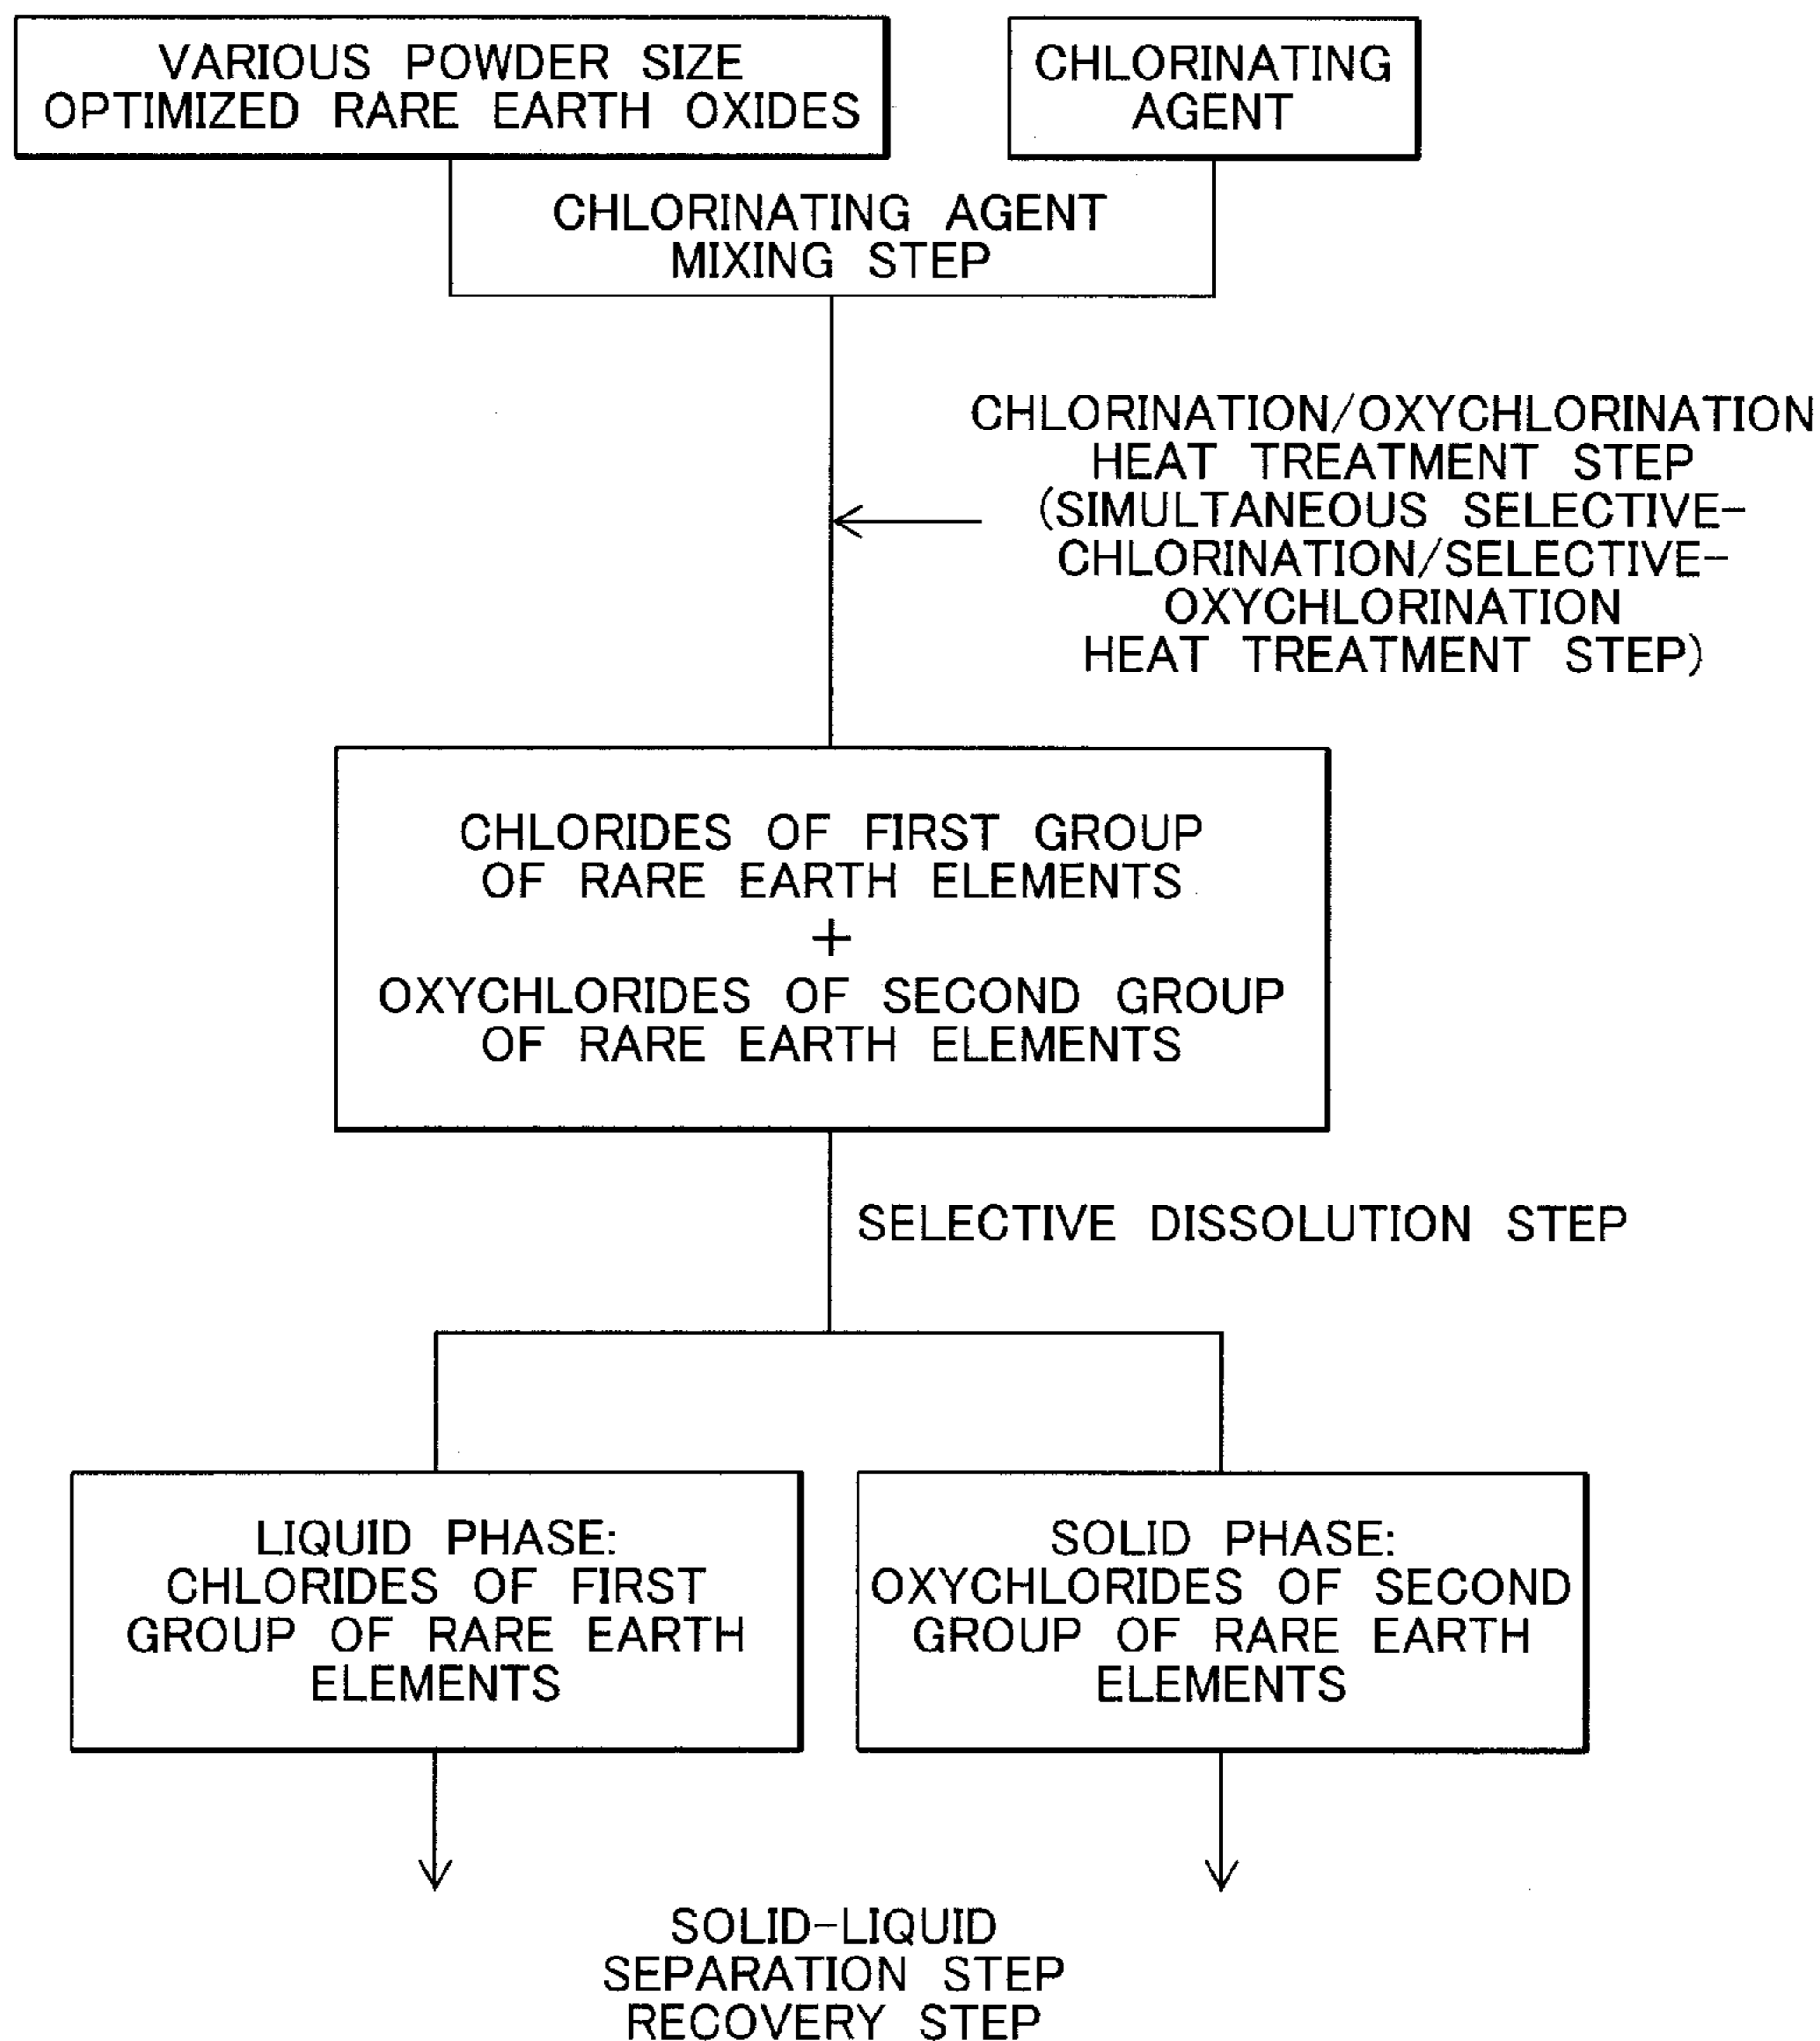 VARIOUS POWDER SIZE
OPTIMIZED RARE EARTH OXIDES
CHLORINATING
AGENT
CHLORINATING AGENT
MIXING STEP
CHLORINATION/OXYCHLORINATION
HEAT TREATMENT STEP
(SIMULTANEOUS SELECTIVE-
CHLORINATION/SELECTIVE-
OXYCHLORINATION
HEAT TREATMENT STEP)
CHLORIDES OF FIRST GROUP
OF RARE EARTH ELEMENTS
+
OXYCHLORIDES OF SECOND GROUP
OF RARE EARTH ELEMENTS
SELECTIVE DISSOLUTION STEP
LIQUID PHASE:
CHLORIDES OF FIRST
GROUP OF RARE EARTH
ELEMENTS
SOLID PHASE:
OXYCHLORIDES OF SECOND
GROUP OF RARE EARTH
ELEMENTS
SOLID-LIQUID
SEPARATION STEP
RECOVERY STEP